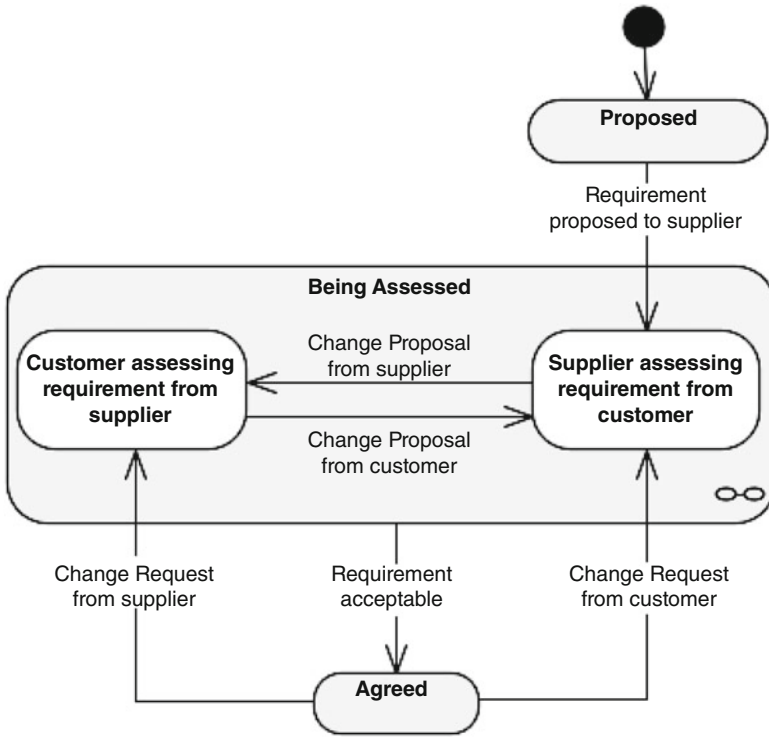 Proposed
Requirement
proposed to supplier
Being Assessed
Customer assessing
requirement from
supplier
Change Proposal
from supplier
Supplier assessing
requirement from
customer
Change Proposal
from customer
Change Request
from supplier
Requirement
acceptable
Change Request
from customer
Agreed